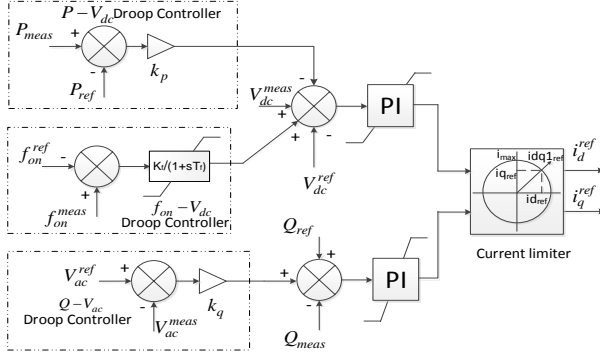 P – V_dc Droop Controller
P_meas
+
-
P_ref
k_p
-
V_dc^meas
+
+
-
V_dc^ref
PI
f_on^ref
-
+
f_on^meas
K_f/(1+sT_f)
f_on – V_dc
Droop Controller
i_max
idq1_ref
iq_ref
id_ref
i_d^ref
i_q^ref
Current limiter
V_ac^ref
+
-
V_ac^meas
Q – V_ac
Droop Controller
k_q
Q_ref
+
+
-
Q_meas
PI